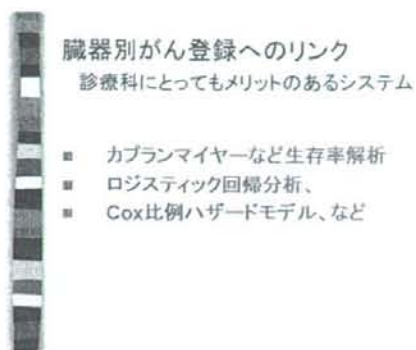 臓器別がん登録へのリンク
診療科にとってもメリットのあるシステム
カプランマイヤーなど生存率解析
ロジスティック回帰分析、
Cox比例ハザードモデル、など